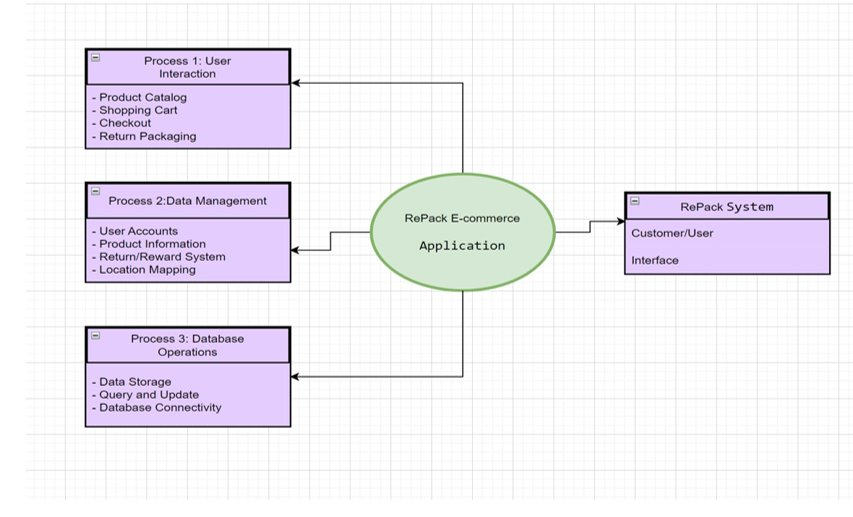 Process 1: User
Interaction
- Product Catalog
- Shopping Cart
- Checkout
- Return Packaging
Process 2:Data Management
- User Accounts
- Product Information
- Return/Reward System
- Location Mapping
Process 3: Database
Operations
- Data Storage
- Query and Update
- Database Connectivity
RePack E-commerce
Application
RePack System
Customer/User
Interface